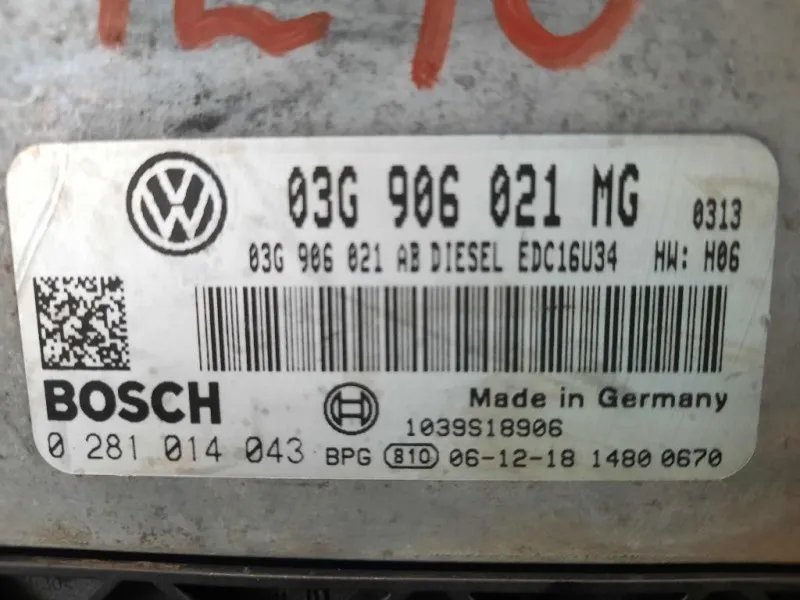 03G 906 021 MG 0313
03G 906 021 AB DIESEL EDC16U34 HW: H06
BOSCH
Made in Germany
1039S18906
0 281 014 043 BPG 810 06-12-18 1480 0670